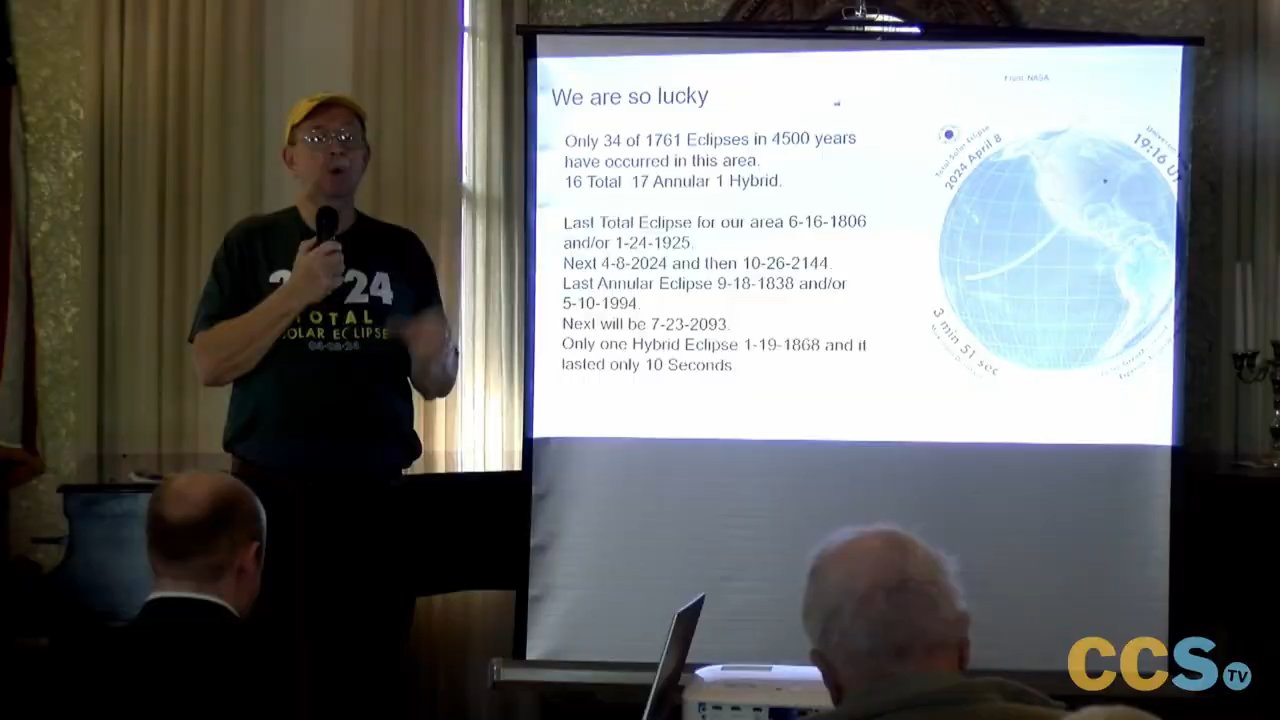 We are so lucky
Only 34 of 1761 Eclipses in 4500 years
have occurred in this area.
16 Total 17 Annular 1 Hybrid.
Last Total Eclipse for our area 6-16-1806
and/or 1-24-1925.
Next 4-8-2024 and then 10-26-2144.
Last Annular Eclipse 9-18-1838 and/or
5-10-1994.
Next will be 7-23-2093.
Only one Hybrid Eclipse 1-19-1868 and it
lasted only 10 Seconds
From NASA
Total Solar Eclipse
2024 April 8
19:16 U
3 min 51 sec
24
TOTAL
SOLAR ECLIPSE
04-08-24
CCS TV